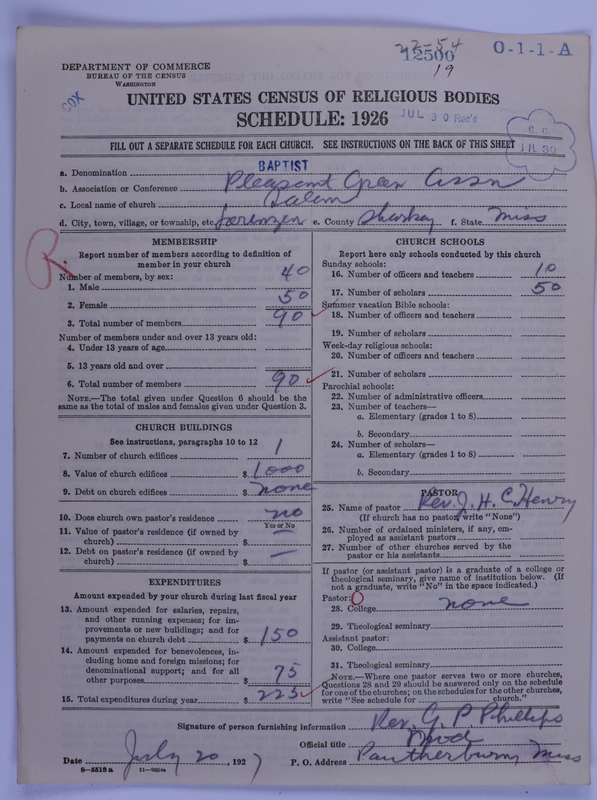 22-54
12500
19
O-1-1-A
DEPARTMENT OF COMMERCE
BUREAU OF THE CENSUS
WASHINGTON
COX
UNITED STATES CENSUS OF RELIGIOUS BODIES
SCHEDULE: 1926
JUL 30 Rec'd
C. C.
JUL 30
FILL OUT A SEPARATE SCHEDULE FOR EACH CHURCH. SEE INSTRUCTIONS ON THE BACK OF THIS SHEET
a. Denomination BAPTIST
b. Association or Conference Pleasant Green Assn
c. Local name of church Salem
d. City, town, village, or township, etc. Lorenzen e. County Sharkey f. State Miss
R.
MEMBERSHIP
Report number of members according to definition of member in your church
Number of members, by sex:
1. Male 40
2. Female 50
3. Total number of members 90
Number of members under and over 13 years old:
4. Under 13 years of age
5. 13 years old and over
6. Total number of members 90
NOTE.—The total given under Question 6 should be the same as the total of males and females given under Question 3.
CHURCH BUILDINGS
See instructions, paragraphs 10 to 12
7. Number of church edifices 1
8. Value of church edifices $ 1000
9. Debt on church edifices $ none
10. Does church own pastor's residence no
Yes or No
11. Value of pastor's residence (if owned by church) $ —
12. Debt on pastor's residence (if owned by church) $ —
EXPENDITURES
Amount expended by your church during last fiscal year
13. Amount expended for salaries, repairs, and other running expenses; for improvements or new buildings; and for payments on church debt $ 150
14. Amount expended for benevolences, including home and foreign missions; for denominational support; and for all other purposes $ 75
15. Total expenditures during year $ 225
CHURCH SCHOOLS
Report here only schools conducted by this church
Sunday schools:
16. Number of officers and teachers 10
17. Number of scholars 50
Summer vacation Bible schools:
18. Number of officers and teachers
19. Number of scholars
Week-day religious schools:
20. Number of officers and teachers
21. Number of scholars
Parochial schools:
22. Number of administrative officers
23. Number of teachers—
a. Elementary (grades 1 to 8)
b. Secondary
24. Number of scholars—
a. Elementary (grades 1 to 8)
b. Secondary
PASTOR
25. Name of pastor Rev. J. H. C. Henry
(If church has no pastor, write "None")
26. Number of ordained ministers, if any, employed as assistant pastors
27. Number of other churches served by the pastor or his assistants
If pastor (or assistant pastor) is a graduate of a college or theological seminary, give name of institution below. (If not a graduate, write "No" in the space indicated.)
Pastor: O
28. College none
29. Theological seminary
Assistant pastor:
30. College
31. Theological seminary
NOTE.—Where one pastor serves two or more churches, Questions 28 and 29 should be answered only on the schedule for one of the churches; on the schedules for the other churches, write "See schedule for church."
Signature of person furnishing information Rev. G. P. Phillips
Official title Mod
Date July 20, 1927 P. O. Address Pantherburn, Miss
8-5518a 11-9054a